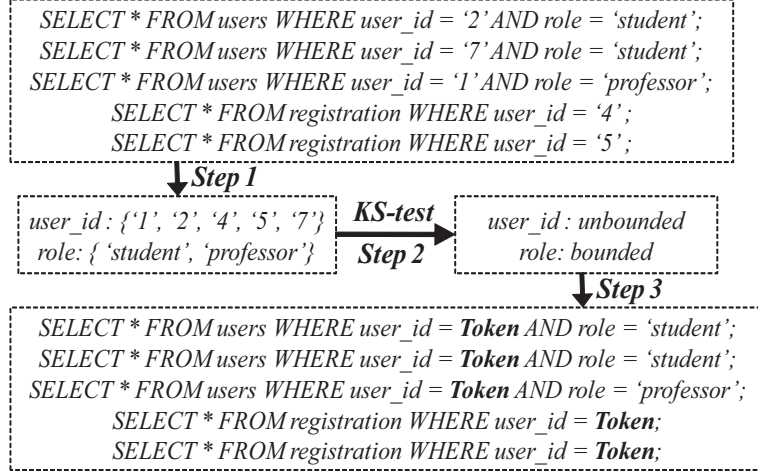 SELECT * FROM users WHERE user_id = ‘2’ AND role = ‘student’;
SELECT * FROM users WHERE user_id = ‘7’ AND role = ‘student’;
SELECT * FROM users WHERE user_id = ‘1’ AND role = ‘professor’;
SELECT * FROM registration WHERE user_id = ‘4’ ;
SELECT * FROM registration WHERE user_id = ‘5’ ;
Step 1
user_id : {‘1’, ‘2’, ‘4’, ‘5’, ‘7’}
role: { ‘student’, ‘professor’}
KS-test
Step 2
user_id : unbounded
role: bounded
Step 3
SELECT * FROM users WHERE user_id = Token AND role = ‘student’;
SELECT * FROM users WHERE user_id = Token AND role = ‘student’;
SELECT * FROM users WHERE user_id = Token AND role = ‘professor’;
SELECT * FROM registration WHERE user_id = Token;
SELECT * FROM registration WHERE user_id = Token;